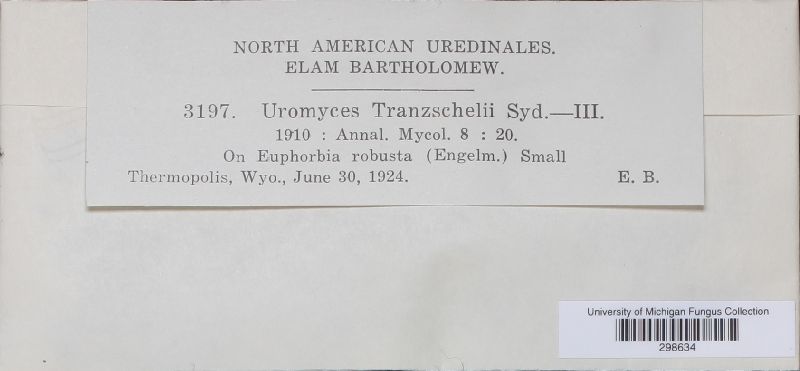 NORTH AMERICAN UREDINALES.
ELAM BARTHOLOMEW.
3197. Uromyces Tranzschelii Syd.—III.
1910 : Annal. Mycol. 8 : 20.
On Euphorbia robusta (Engelm.) Small
Thermopolis, Wyo., June 30, 1924. E. B.
University of Michigan Fungus Collection
298634